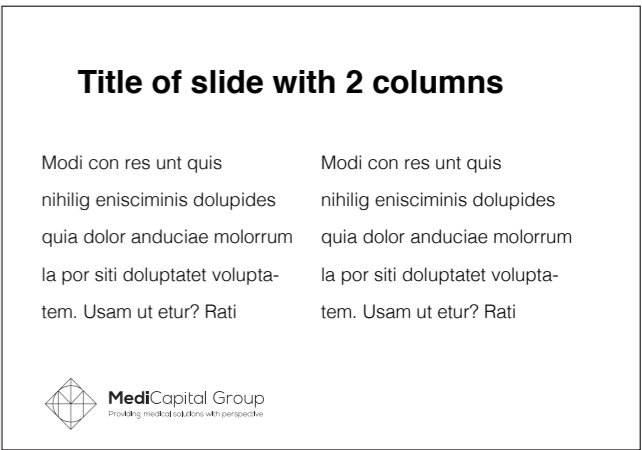 Title of slide with 2 columns
Modi con res unt quis
nihilig enisciminis dolupides
quia dolor anduciae molorrum
la por siti doluptatet volupta-
tem. Usam ut etur? Rati
Modi con res unt quis
nihilig enisciminis dolupides
quia dolor anduciae molorrum
la por siti doluptatet volupta-
tem. Usam ut etur? Rati
MediCapital Group
Providing medical solutions with perspective